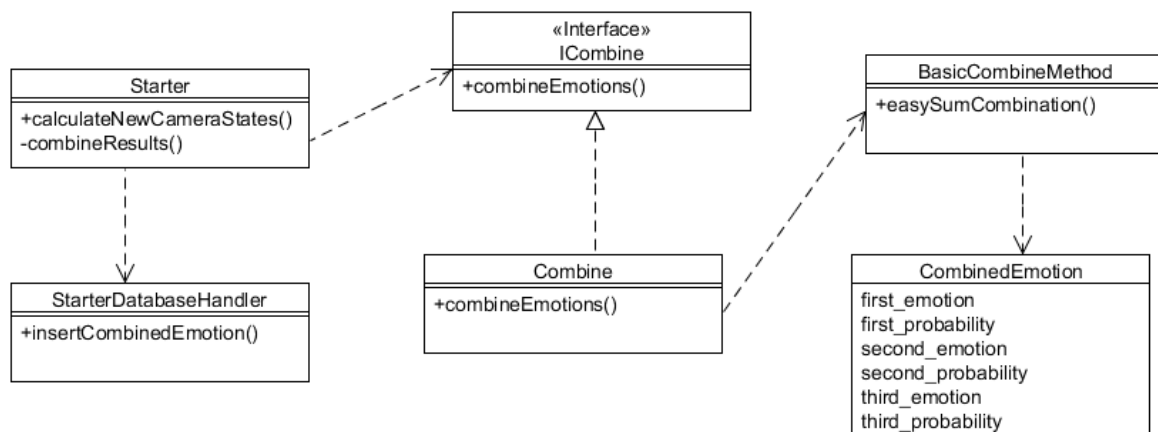 Starter
+calculateNewCameraStates()
-combineResults()
«Interface»
ICombine
+combineEmotions()
BasicCombineMethod
+easySumCombination()
StarterDatabaseHandler
+insertCombinedEmotion()
Combine
+combineEmotions()
CombinedEmotion
first_emotion
first_probability
second_emotion
second_probability
third_emotion
third_probability